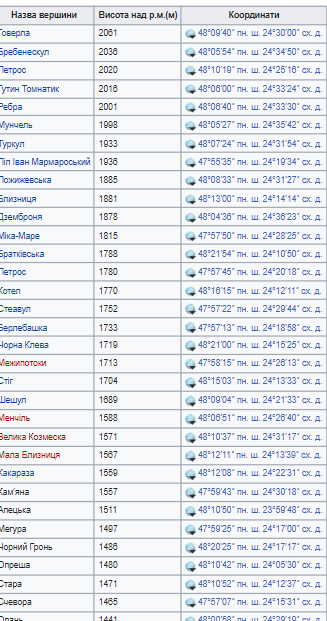 Назва вершини Висота над р.м.(м) Координати
Говерла 2061 48°09′40″ пн. ш. 24°30′00″ сх. д.
Бребенескул 2036 48°05′54″ пн. ш. 24°34′50″ сх. д.
Петрос 2020 48°10′19″ пн. ш. 24°25′16″ сх. д.
Гутин Томнатик 2016 48°06′00″ пн. ш. 24°33′24″ сх. д.
Ребра 2001 48°06′40″ пн. ш. 24°33′30″ сх. д.
Мунчель 1998 48°05′27″ пн. ш. 24°35′42″ сх. д.
Туркул 1933 48°07′24″ пн. ш. 24°31′54″ сх. д.
Піп Іван Мармароський 1936 47°55′35″ пн. ш. 24°19′34″ сх. д.
Пожижевська 1885 48°08′33″ пн. ш. 24°31′27″ сх. д.
Близниця 1881 48°13′00″ пн. ш. 24°14′14″ сх. д.
Дземброня 1878 48°04′36″ пн. ш. 24°36′23″ сх. д.
Міка-Маре 1815 47°57′50″ пн. ш. 24°28′25″ сх. д.
Братківська 1788 48°21′54″ пн. ш. 24°10′50″ сх. д.
Петрос 1780 47°57′45″ пн. ш. 24°20′18″ сх. д.
Котел 1770 48°16′15″ пн. ш. 24°12′11″ сх. д.
Стеавул 1752 47°57′22″ пн. ш. 24°29′44″ сх. д.
Берлебашка 1733 47°57′13″ пн. ш. 24°18′58″ сх. д.
Чорна Клева 1719 48°21′00″ пн. ш. 24°15′25″ сх. д.
Межипотоки 1713 47°58′15″ пн. ш. 24°26′13″ сх. д.
Стіг 1704 48°15′03″ пн. ш. 24°13′33″ сх. д.
Шешул 1689 48°09′04″ пн. ш. 24°21′33″ сх. д.
Менчіль 1588 48°06′51″ пн. ш. 24°26′40″ сх. д.
Велика Козмеска 1571 48°10′37″ пн. ш. 24°31′17″ сх. д.
Мала Близниця 1567 48°12′11″ пн. ш. 24°13′39″ сх. д.
Какараза 1559 48°12′08″ пн. ш. 24°22′31″ сх. д.
Кам'яна 1557 47°59′43″ пн. ш. 24°30′18″ сх. д.
Апецька 1511 48°10′50″ пн. ш. 23°59′48″ сх. д.
Мегура 1497 47°59′25″ пн. ш. 24°17′00″ сх. д.
Чорний Гронь 1486 48°20′25″ пн. ш. 24°17′17″ сх. д.
Опреша 1480 48°10′42″ пн. ш. 24°05′30″ сх. д.
Стара 1471 48°10′52″ пн. ш. 24°12′37″ сх. д.
Счевора 1465 47°57′07″ пн. ш. 24°15′31″ сх. д.
1441 48°00′58″ пн. ш. 24°29′19″ сх. д.